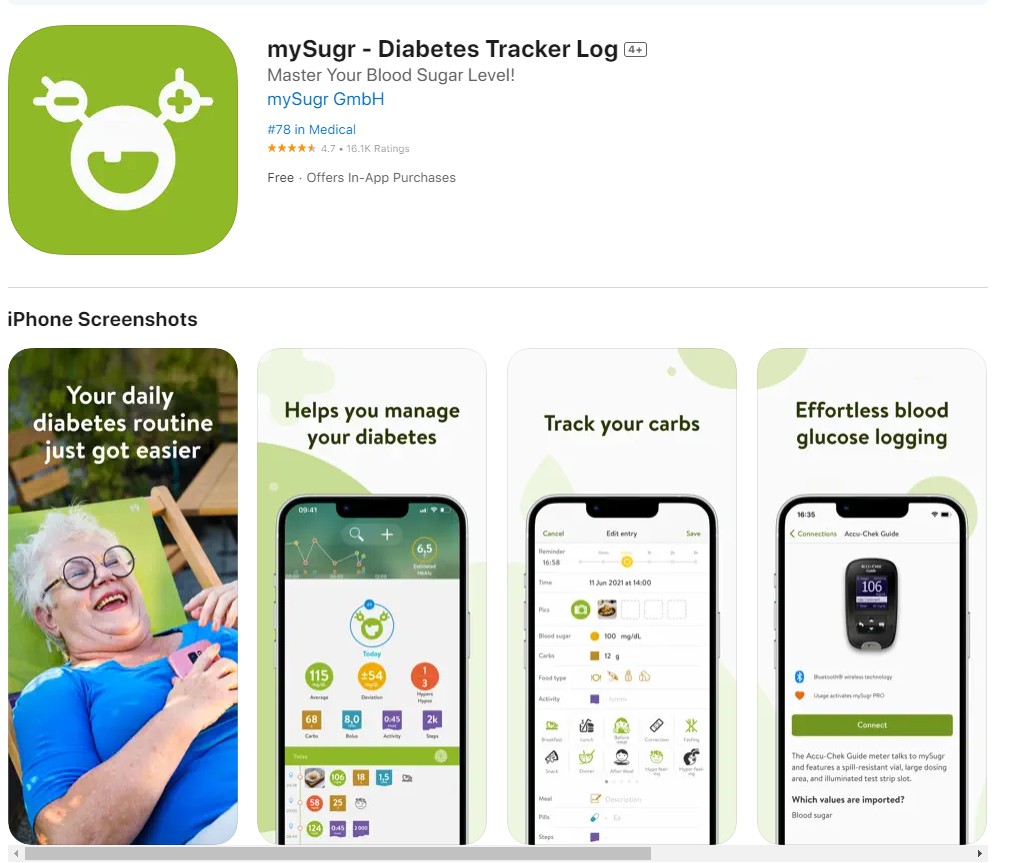 mySugr - Diabetes Tracker Log 4+
Master Your Blood Sugar Level!
mySugr GmbH
#78 in Medical
4.7 • 16.1K Ratings
Free · Offers In-App Purchases
iPhone Screenshots
Your daily
diabetes routine
just got easier
Helps you manage
your diabetes
09:41
6,5
Estimated
HbA1c
Today
115
±54
1
3
Average
Deviation
Hypers
Hypos
68
8,0
0:45
2k
Carbs
Bolus
Activity
Steps
Today
106
18
1,5
58
25
124
0:45
2 000
Track your carbs
Cancel
Edit entry
Save
Reminder
16:58
Time
11 Jun 2021 at 14:00
Pics
Blood sugar
100 mg/dL
Carbs
12 g
Food type
Activity
Breakfast
Lunch
Before
meal
Correction
Feeling
Snack
Dinner
After Meal
Hypo feel-
ing
Hyper feel-
ing
Meal
Description
Pills
Steps
Effortless blood
glucose logging
16:35
Connections
Accu-Chek Guide
ACCU-CHEK
Guide
106
Bluetooth® wireless technology
Usage activates mySugr PRO
Connect
The Accu-Chek Guide meter talks to mySugr
and features a spill-resistant vial, large dosing
area, and illuminated test strip slot.
Which values are imported?
Blood sugar